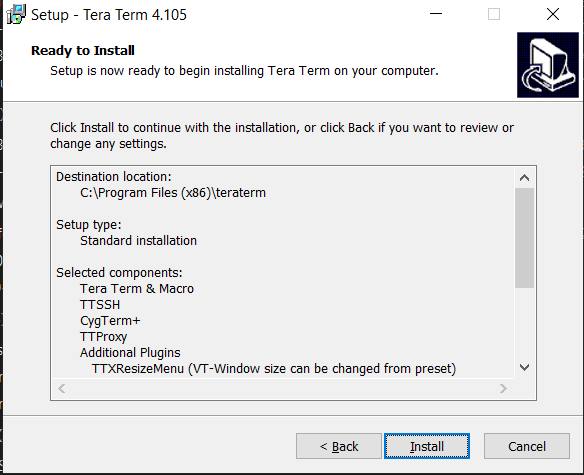 Setup - Tera Term 4.105
Ready to Install
Setup is now ready to begin installing Tera Term on your computer.
Click Install to continue with the installation, or click Back if you want to review or
change any settings.
Destination location:
C:\Program Files (x86)\teraterm
Setup type:
Standard installation
Selected components:
Tera Term & Macro
TTSSH
CygTerm+
TTProxy
Additional Plugins
TTXResizeMenu (VT-Window size can be changed from preset)
< Back
Install
Cancel